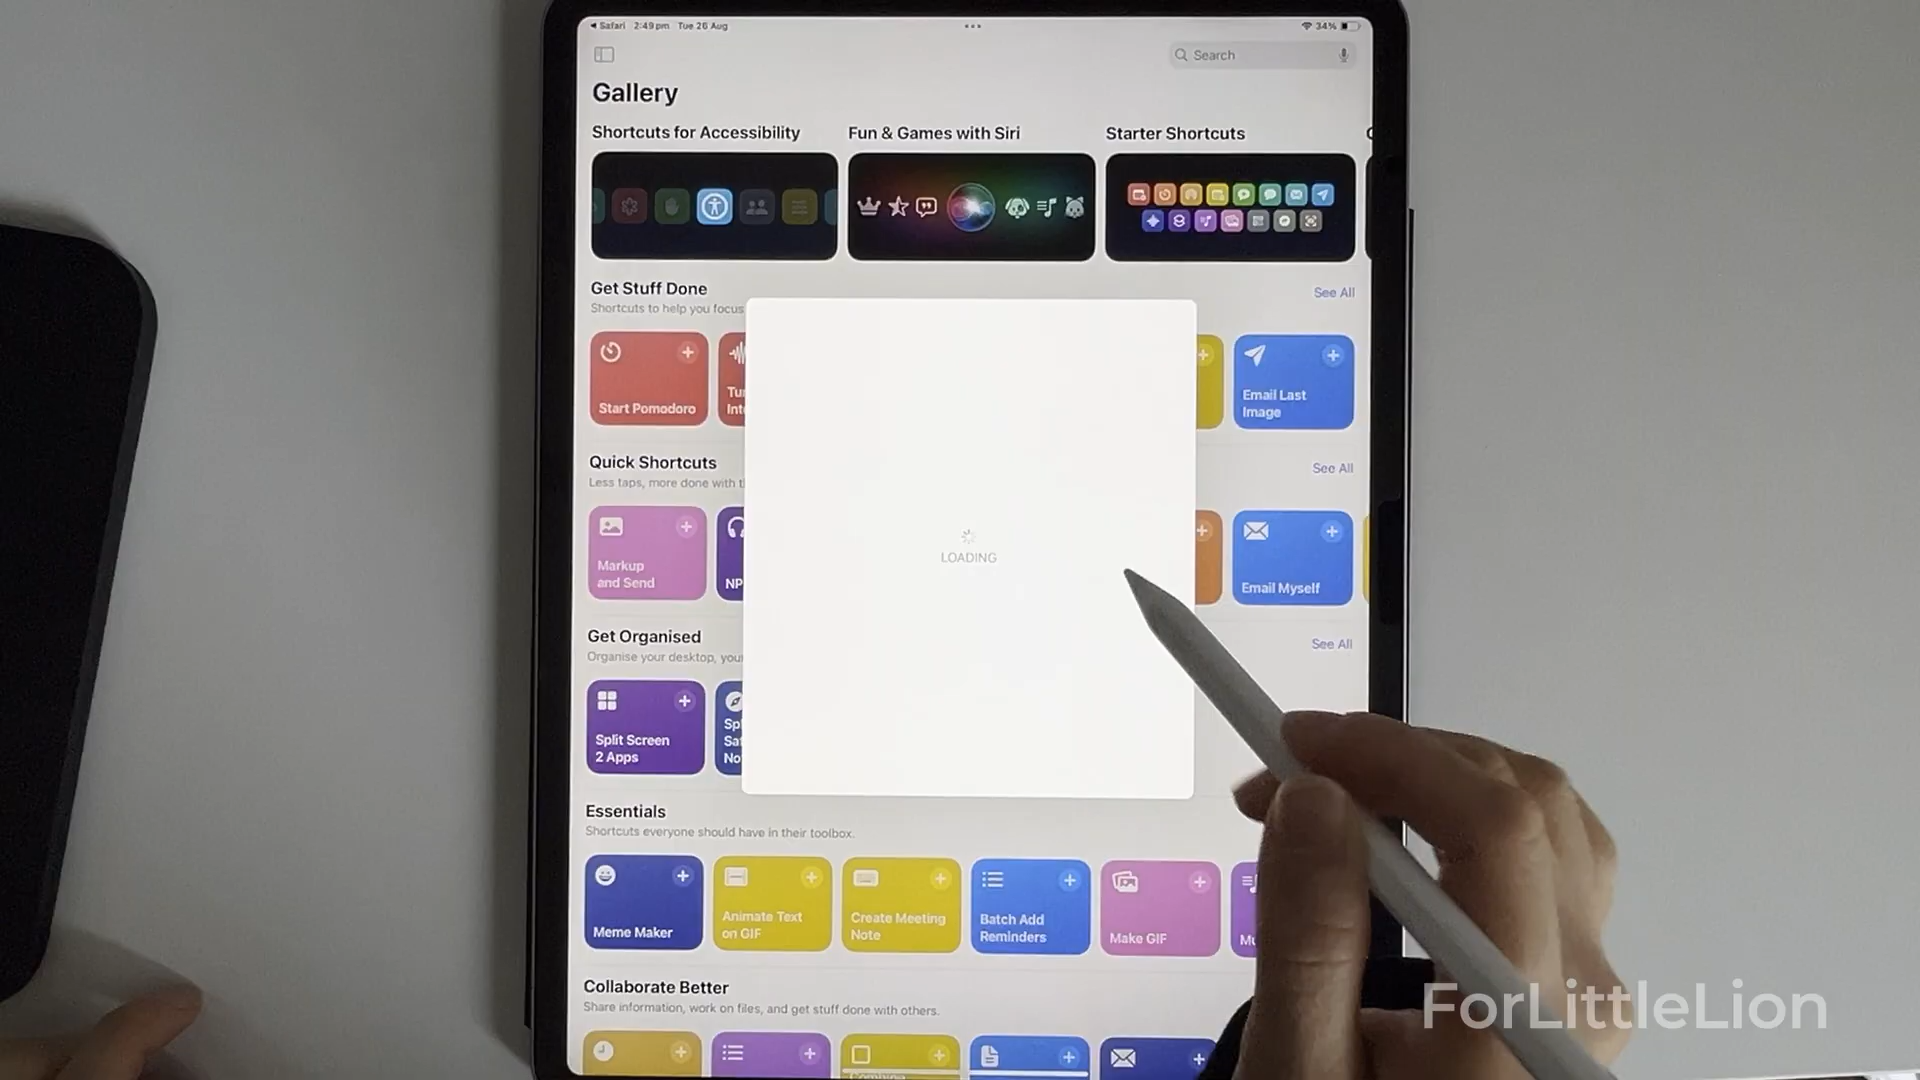 Safari 2:49 pm Tue 26 Aug
34%
Search
Gallery
Shortcuts for Accessibility
Fun & Games with Siri
Starter Shortcuts
Get Stuff Done
See All
Shortcuts to help you focus
Start Pomodoro
Email Last
Image
Quick Shortcuts
See All
Less taps, more done with
Markup
and Send
NP
Email Myself
LOADING
Get Organised
See All
Organise your desktop, your
Split Screen
2 Apps
Essentials
Shortcuts everyone should have in their toolbox.
Meme Maker
Animate Text
on GIF
Create Meeting
Note
Batch Add
Reminders
Make GIF
Collaborate Better
Share information, work on files, and get stuff done with others.
ForLittleLion